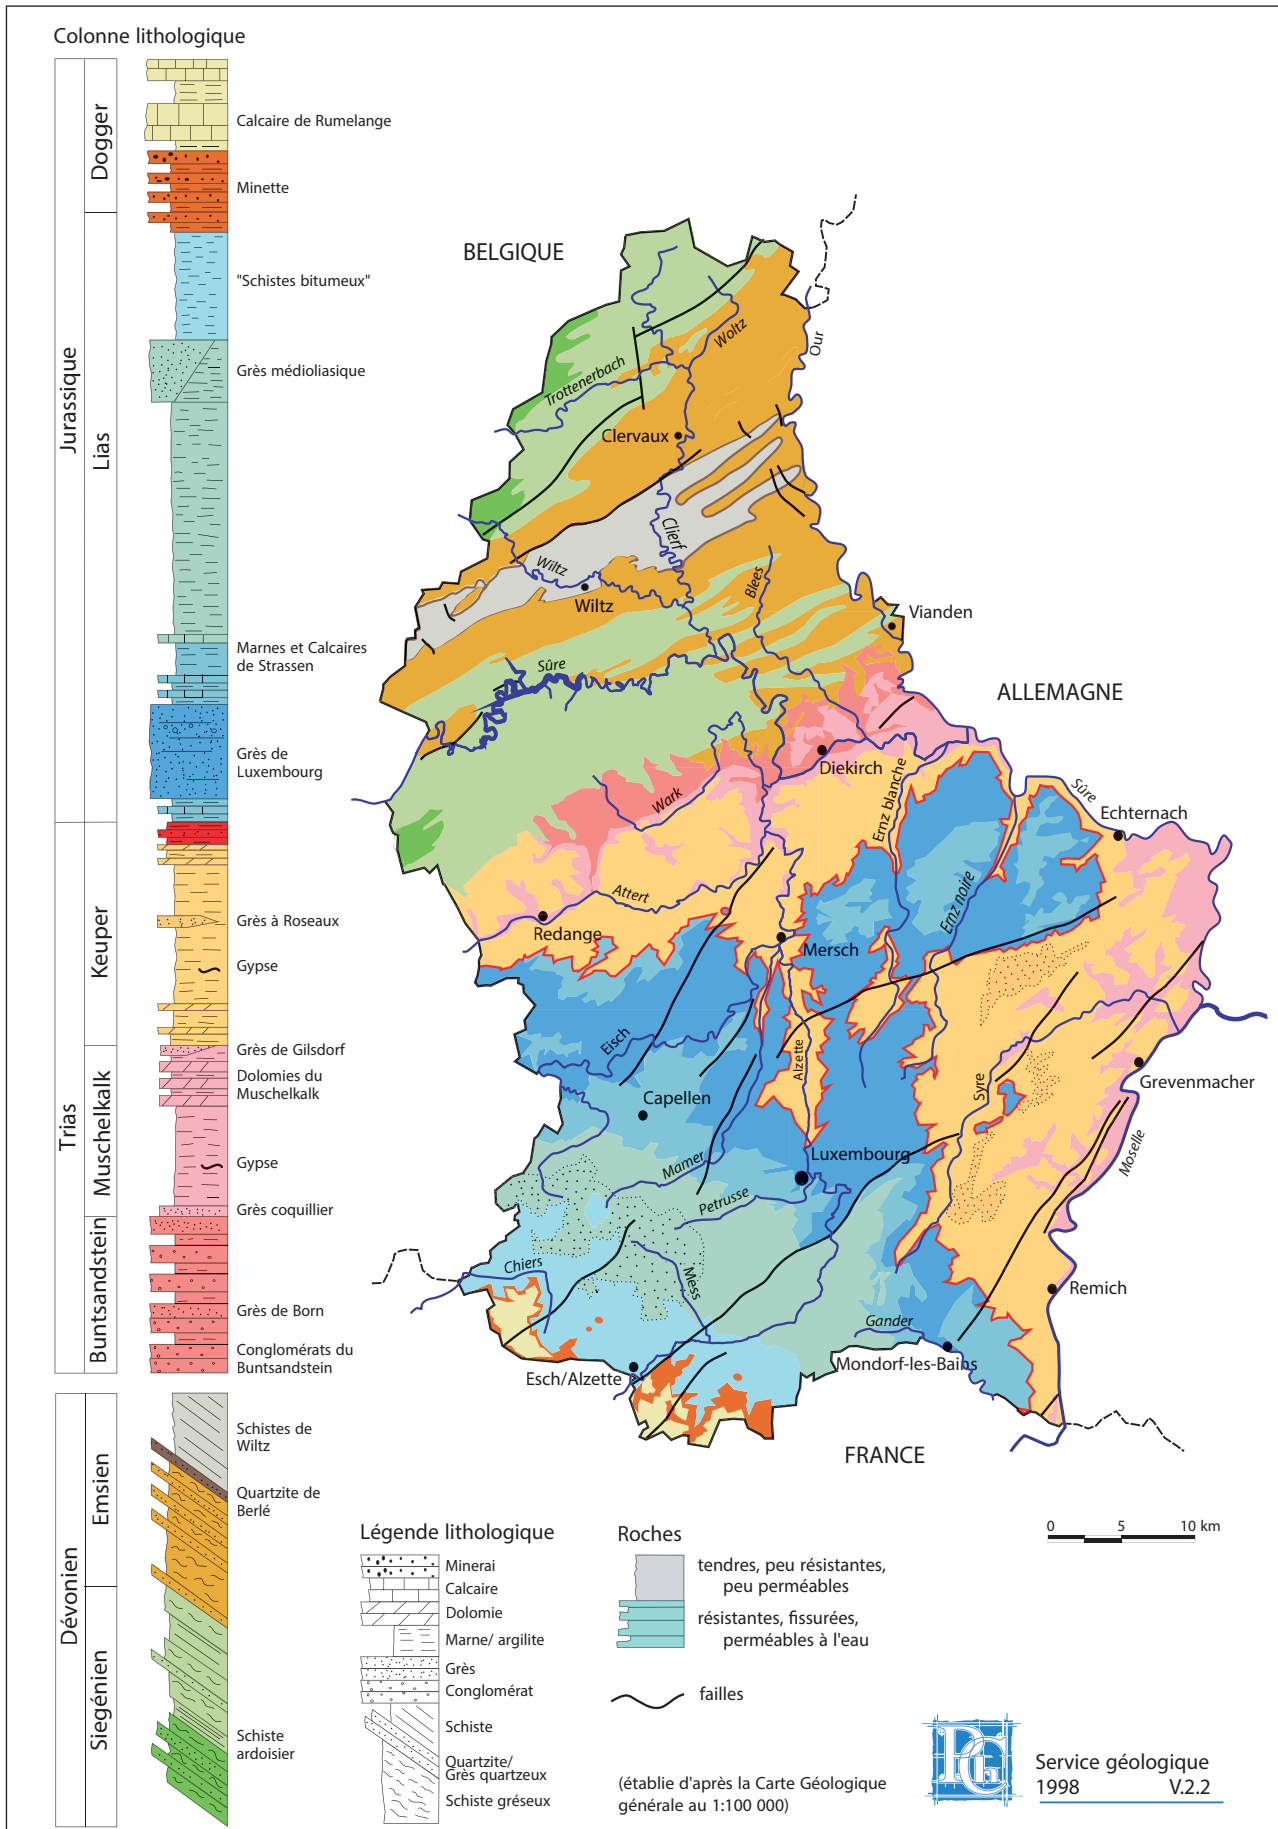 Colonne lithologique
Jurassique
Dogger
Calcaire de Rumelange
Minette
Lias
"Schistes bitumeux"
Grès médioliasique
Marnes et Calcaires
de Strassen
Grès de
Luxembourg
Trias
Keuper
Grès à Roseaux
Gypse
Muschelkalk
Grès de Gilsdorf
Dolomies du
Muschelkalk
Gypse
Grès coquillier
Buntsandstein
Grès de Born
Conglomérats du
Buntsandstein
Dévonien
Emsien
Schistes de
Wiltz
Quartzite de
Berlé
Siegénien
Schiste
ardoisier
BELGIQUE
ALLEMAGNE
FRANCE
Woltz
Our
Trottenerbach
Clervaux
Clierf
Wiltz
Wiltz
Blees
Vianden
Sûre
Diekirch
Wark
Ernz blanche
Sûre
Echternach
Ernz noire
Attert
Redange
Mersch
Eisch
Alzette
Syre
Grevenmacher
Capellen
Moselle
Mamer
Luxembourg
Petrusse
Chiers
Mess
Remich
Gander
Mondorf-les-Bains
Esch/Alzette
0 5 10 km
Légende lithologique
Minerai
Calcaire
Dolomie
Marne/ argilite
Grès
Conglomérat
Schiste
Quartzite/
Grès quartzeux
Schiste gréseux
Roches
tendres, peu résistantes,
peu perméables
résistantes, fissurées,
perméables à l'eau
failles
(établie d'après la Carte Géologique
générale au 1:100 000)
Service géologique
1998 V.2.2